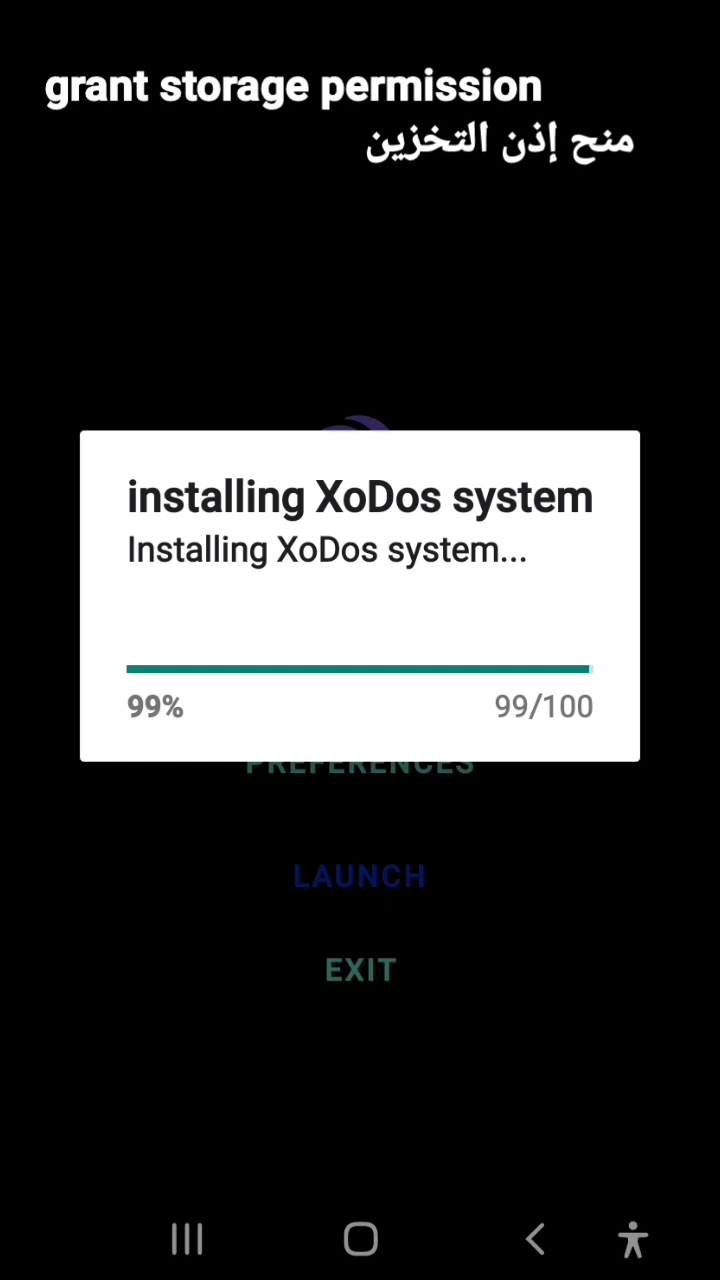 grant storage permission
منح إذن التخزين
installing XoDos system
Installing XoDos system...
99%
99/100
PREFERENCES
LAUNCH
EXIT